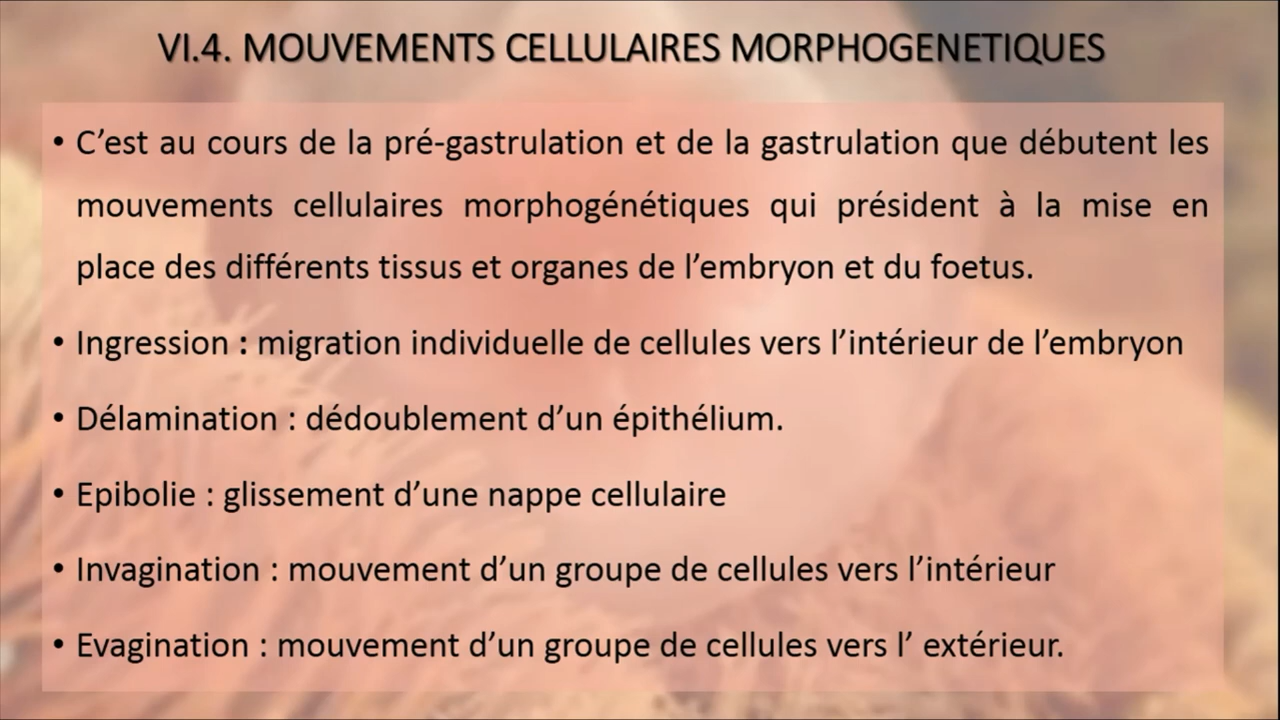 VI.4. MOUVEMENTS CELLULAIRES MORPHOGENETIQUES
• C’est au cours de la pré-gastrulation et de la gastrulation que débutent les
mouvements cellulaires morphogénétiques qui président à la mise en
place des différents tissus et organes de l’embryon et du foetus.
• Ingression : migration individuelle de cellules vers l’intérieur de l’embryon
• Délamination : dédoublement d’un épithélium.
• Epibolie : glissement d’une nappe cellulaire
• Invagination : mouvement d’un groupe de cellules vers l’intérieur
• Evagination : mouvement d’un groupe de cellules vers l’ extérieur.